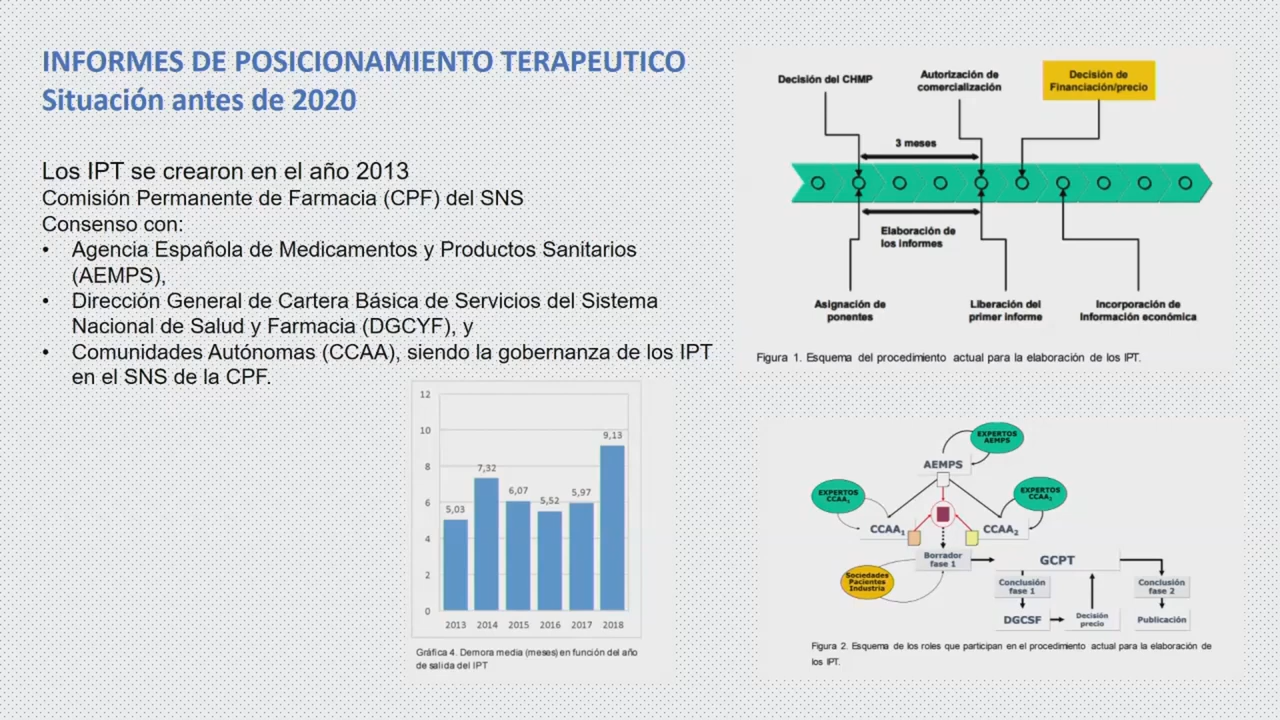 INFORMES DE POSICIONAMIENTO TERAPEUTICO
Situación antes de 2020
Los IPT se crearon en el año 2013
Comisión Permanente de Farmacia (CPF) del SNS
Consenso con:
• Agencia Española de Medicamentos y Productos Sanitarios
(AEMPS),
• Dirección General de Cartera Básica de Servicios del Sistema
Nacional de Salud y Farmacia (DGCYF), y
• Comunidades Autónomas (CCAA), siendo la gobernanza de los IPT
en el SNS de la CPF.
12
10
8
6
4
2
0
5,03
7,32
6,07
5,52
5,97
9,13
2013 2014 2015 2016 2017 2018
Gráfica 4. Demora media (meses) en función del año
de salida del IPT
Decisión del CHMP
Autorización de
comercialización
Decisión de
Financiación/precio
3 meses
Elaboración de
los informes
Asignación de
ponentes
Liberación del
primer informe
Incorporación de
Información económica
Figura 1. Esquema del procedimiento actual para la elaboración de los IPT.
EXPERTOS
AEMPS
AEMPS
EXPERTOS
CCAA1
EXPERTOS
CCAA2
CCAA1
CCAA2
Borrador
fase 1
GCPT
Sociedades
Pacientes
Industria
Conclusión
fase 1
Conclusión
fase 2
DGCSF
Decisión
precio
Publicación
Figura 2. Esquema de los roles que participan en el procedimiento actual para la elaboración de
los IPT.